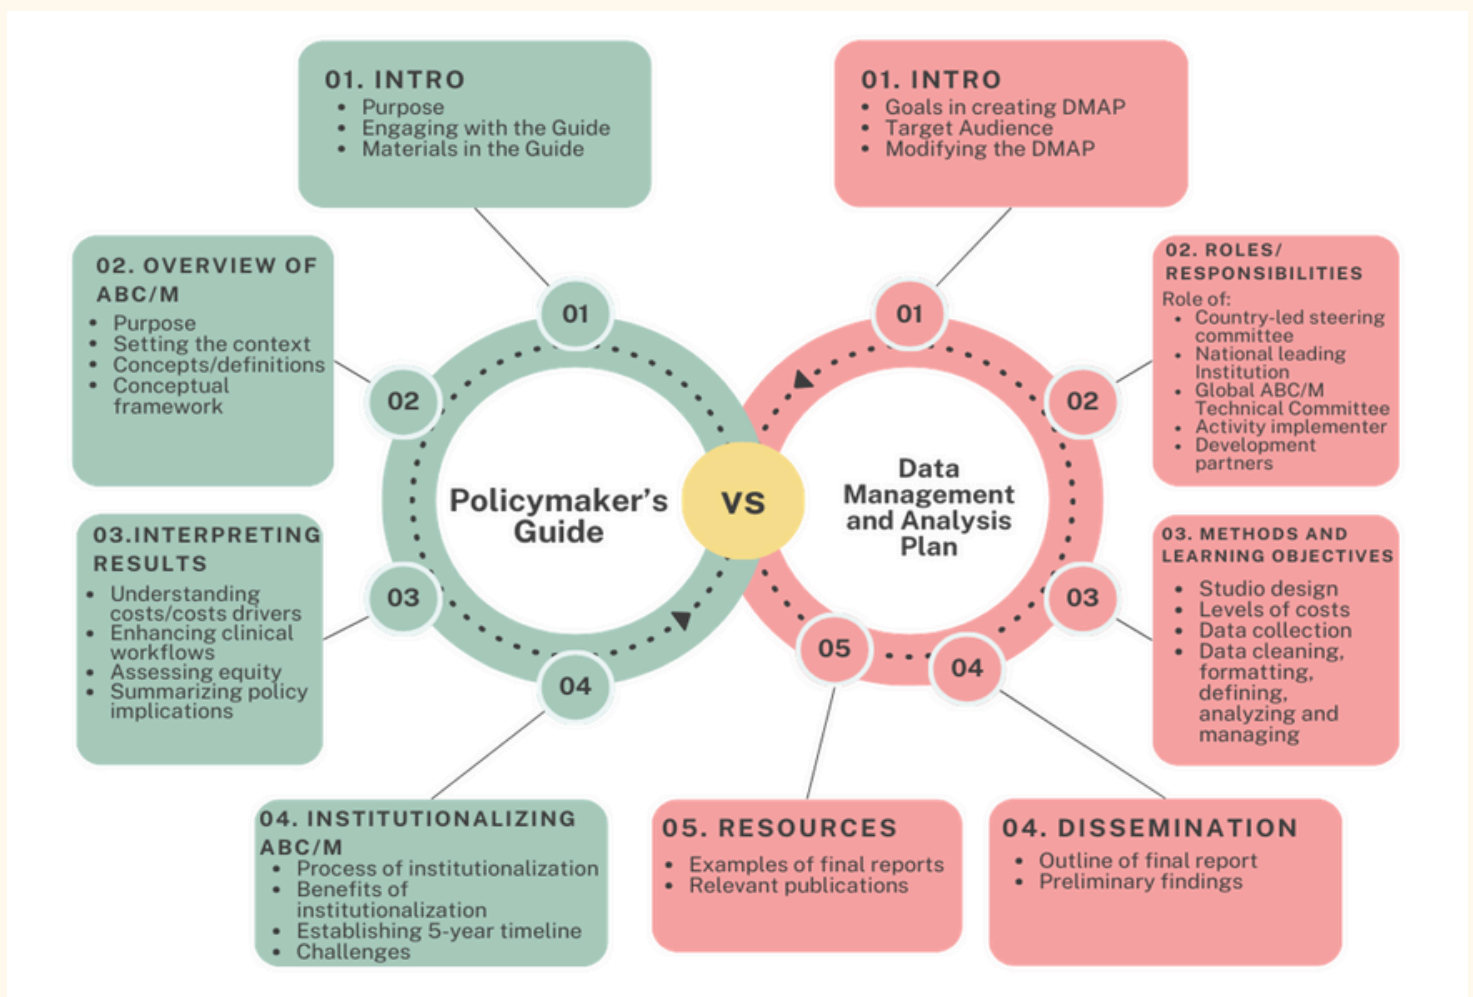 01. INTRO
• Purpose
• Engaging with the Guide
• Materials in the Guide
01. INTRO
• Goals in creating DMAP
• Target Audience
• Modifying the DMAP
02. OVERVIEW OF
ABC/M
• Purpose
• Setting the context
• Concepts/definitions
• Conceptual
framework
02. ROLES/
RESPONSIBILITIES
Role of:
• Country-led steering
committee
• National leading
Institution
• Global ABC/M
Technical Committee
• Activity implementer
• Development
partners
03.INTERPRETING
RESULTS
• Understanding
costs/costs drivers
• Enhancing clinical
workflows
• Assessing equity
• Summarizing policy
implications
03. METHODS AND
LEARNING OBJECTIVES
• Studio design
• Levels of costs
• Data collection
• Data cleaning,
formatting,
defining,
analyzing and
managing
01
02
03
04
Policymaker's
Guide
VS
01
02
03
04
05
Data
Management
and Analysis
Plan
04. INSTITUTIONALIZING
ABC/M
• Process of institutionalization
• Benefits of
institutionalization
• Establishing 5-year timeline
• Challenges
05. RESOURCES
• Examples of final reports
• Relevant publications
04. DISSEMINATION
• Outline of final report
• Preliminary findings